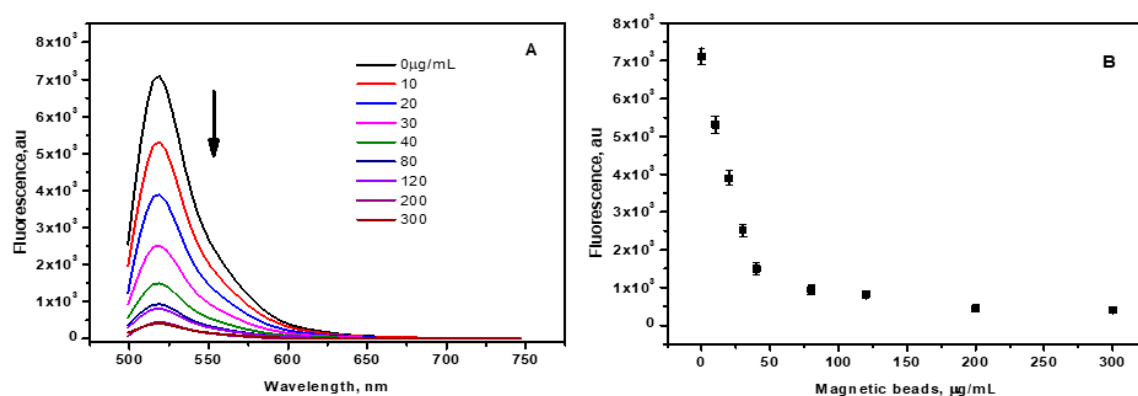 A
8x10³
7x10³
6x10³
5x10³
4x10³
3x10³
2x10³
1x10³
0
Fluorescence,au
500 550 600 650 700 750
Wavelength, nm
0µg/mL
10
20
30
40
80
120
200
300
B
8x10³
7x10³
6x10³
5x10³
4x10³
3x10³
2x10³
1x10³
0
Fluorescence, au
0 50 100 150 200 250 300
Magnetic beads, µg/mL